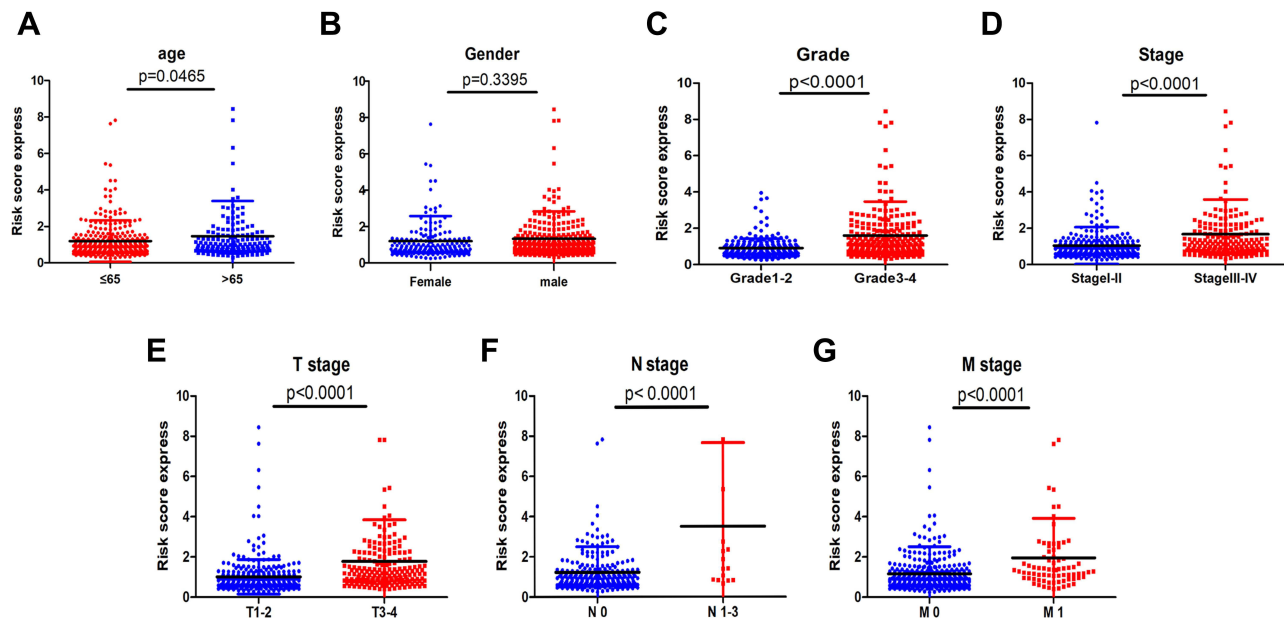 A
age
p=0.0465
Risk score express
10
8
6
4
2
0
≤65
>65
B
Gender
p=0.3395
Risk score express
10
8
6
4
2
0
Female
male
C
Grade
p<0.0001
Risk score express
10
8
6
4
2
0
Grade1-2
Grade3-4
D
Stage
p<0.0001
Risk score express
10
8
6
4
2
0
StageI-II
StageIII-IV
E
T stage
p<0.0001
Risk score express
10
8
6
4
2
0
T1-2
T3-4
F
N stage
p< 0.0001
Risk score express
10
8
6
4
2
0
N 0
N 1-3
G
M stage
p<0.0001
Risk score express
10
8
6
4
2
0
M 0
M 1